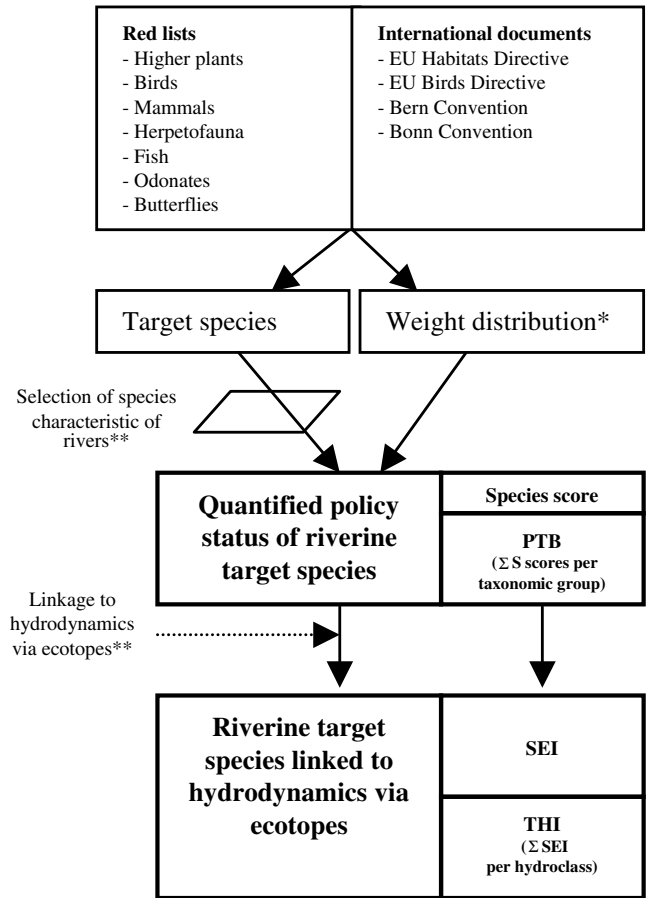 Red lists
- Higher plants
- Birds
- Mammals
- Herpetofauna
- Fish
- Odonates
- Butterflies
International documents
- EU Habitats Directive
- EU Birds Directive
- Bern Convention
- Bonn Convention
Target species
Weight distribution*
Selection of species
characteristic of
rivers**
Quantified policy
status of riverine
target species
Species score
PTB
(Σ S scores per
taxonomic group)
Linkage to
hydrodynamics
via ecotopes**
Riverine target
species linked to
hydrodynamics via
ecotopes
SEI
THI
(Σ SEI
per hydroclass)